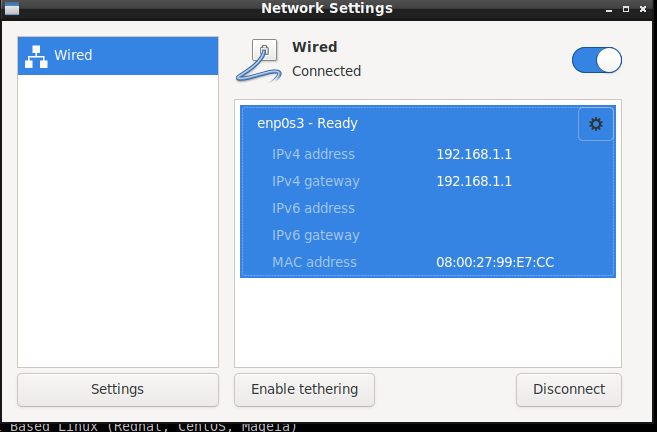 Network Settings
Wired
Wired
Connected
enp0s3 - Ready
IPv4 address 192.168.1.1
IPv4 gateway 192.168.1.1
IPv6 address
IPv6 gateway
MAC address 08:00:27:99:E7:CC
Settings
Enable tethering
Disconnect
Based Linux (Redhat, CentOS, Mageia)